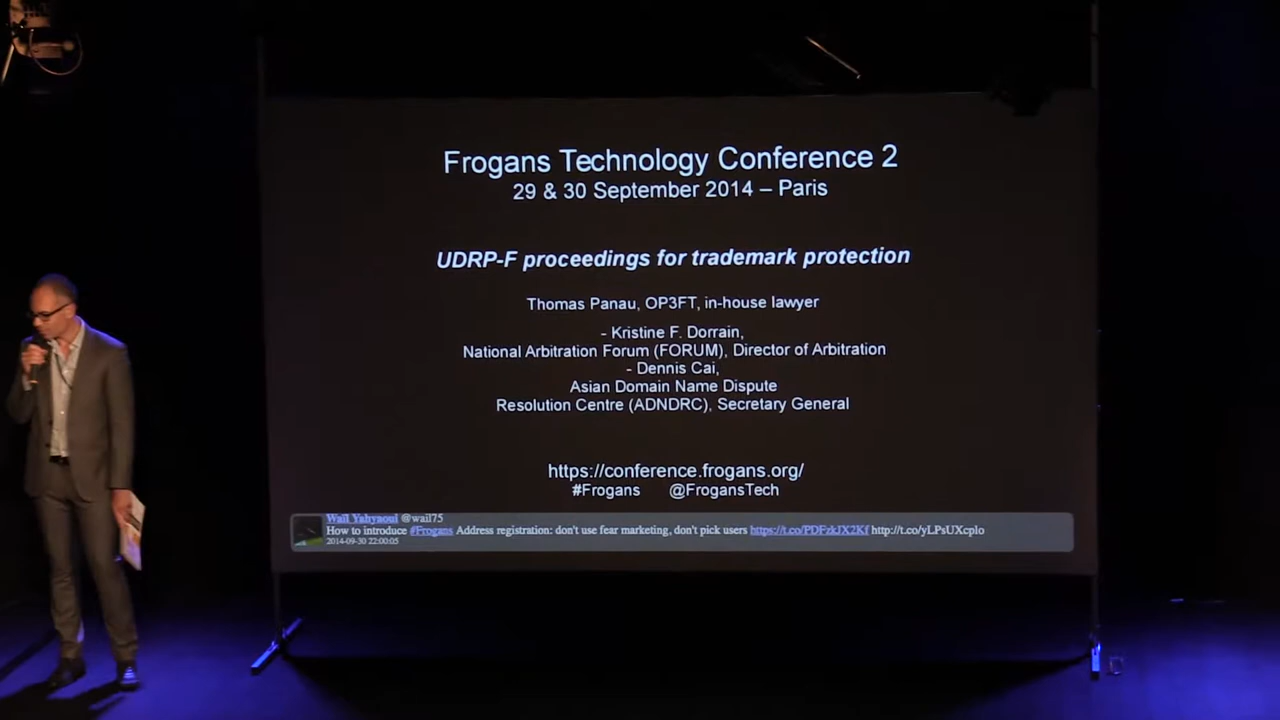 Frogans Technology Conference 2
29 & 30 September 2014 – Paris
UDRP-F proceedings for trademark protection
Thomas Panau, OP3FT, in-house lawyer
- Kristine F. Dorrain,
National Arbitration Forum (FORUM), Director of Arbitration
- Dennis Cai,
Asian Domain Name Dispute
Resolution Centre (ADNDRC), Secretary General
https://conference.frogans.org/
#Frogans @FrogansTech
Wail Yahyaoui @wail75
How to introduce #Frogans Address registration: don't use fear marketing, don't pick users https://t.co/PDFzkJX2Kf http://t.co/yLPsUXcplo
2014-09-30 22:00:05